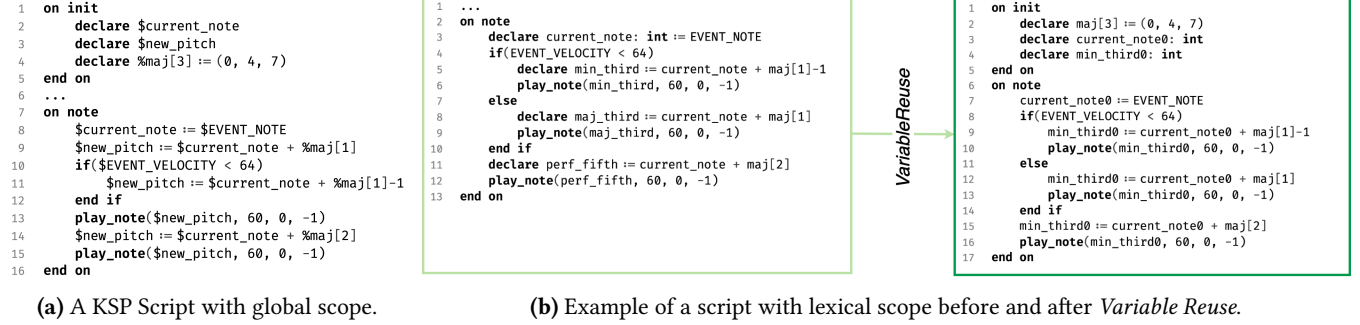 1 on init
2 declare $current_note
3 declare $new_pitch
4 declare %maj[3] := (0, 4, 7)
5 end on
6 ...
7 on note
8 $current_note := $EVENT_NOTE
9 $new_pitch := $current_note + %maj[1]
10 if($EVENT_VELOCITY < 64)
11 $new_pitch := $current_note + %maj[1]-1
12 end if
13 play_note($new_pitch, 60, 0, -1)
14 $new_pitch := $current_note + %maj[2]
15 play_note($new_pitch, 60, 0, -1)
16 end on
(a) A KSP Script with global scope.
1 ...
2 on note
3 declare current_note: int := EVENT_NOTE
4 if(EVENT_VELOCITY < 64)
5 declare min_third := current_note + maj[1]-1
6 play_note(min_third, 60, 0, -1)
7 else
8 declare maj_third := current_note + maj[1]
9 play_note(maj_third, 60, 0, -1)
10 end if
11 declare perf_fifth := current_note + maj[2]
12 play_note(perf_fifth, 60, 0, -1)
13 end on
VariableReuse
1 on init
2 declare maj[3] := (0, 4, 7)
3 declare current_note0: int
4 declare min_third0: int
5 end on
6 on note
7 current_note0 := EVENT_NOTE
8 if(EVENT_VELOCITY < 64)
9 min_third0 := current_note0 + maj[1]-1
10 play_note(min_third0, 60, 0, -1)
11 else
12 min_third0 := current_note0 + maj[1]
13 play_note(min_third0, 60, 0, -1)
14 end if
15 min_third0 := current_note0 + maj[2]
16 play_note(min_third0, 60, 0, -1)
17 end on
(b) Example of a script with lexical scope before and after Variable Reuse.